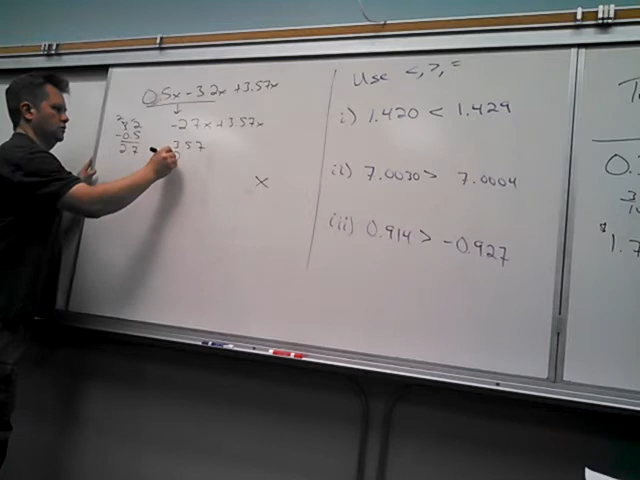 0.5x - 3.2x + 3.57x
-2.7x + 3.57x
3.2
-0.5
2.7
3.57
x
Use <, >, =
i) 1.420 < 1.429
ii) 7.0030 > 7.0004
iii) 0.914 > -0.927